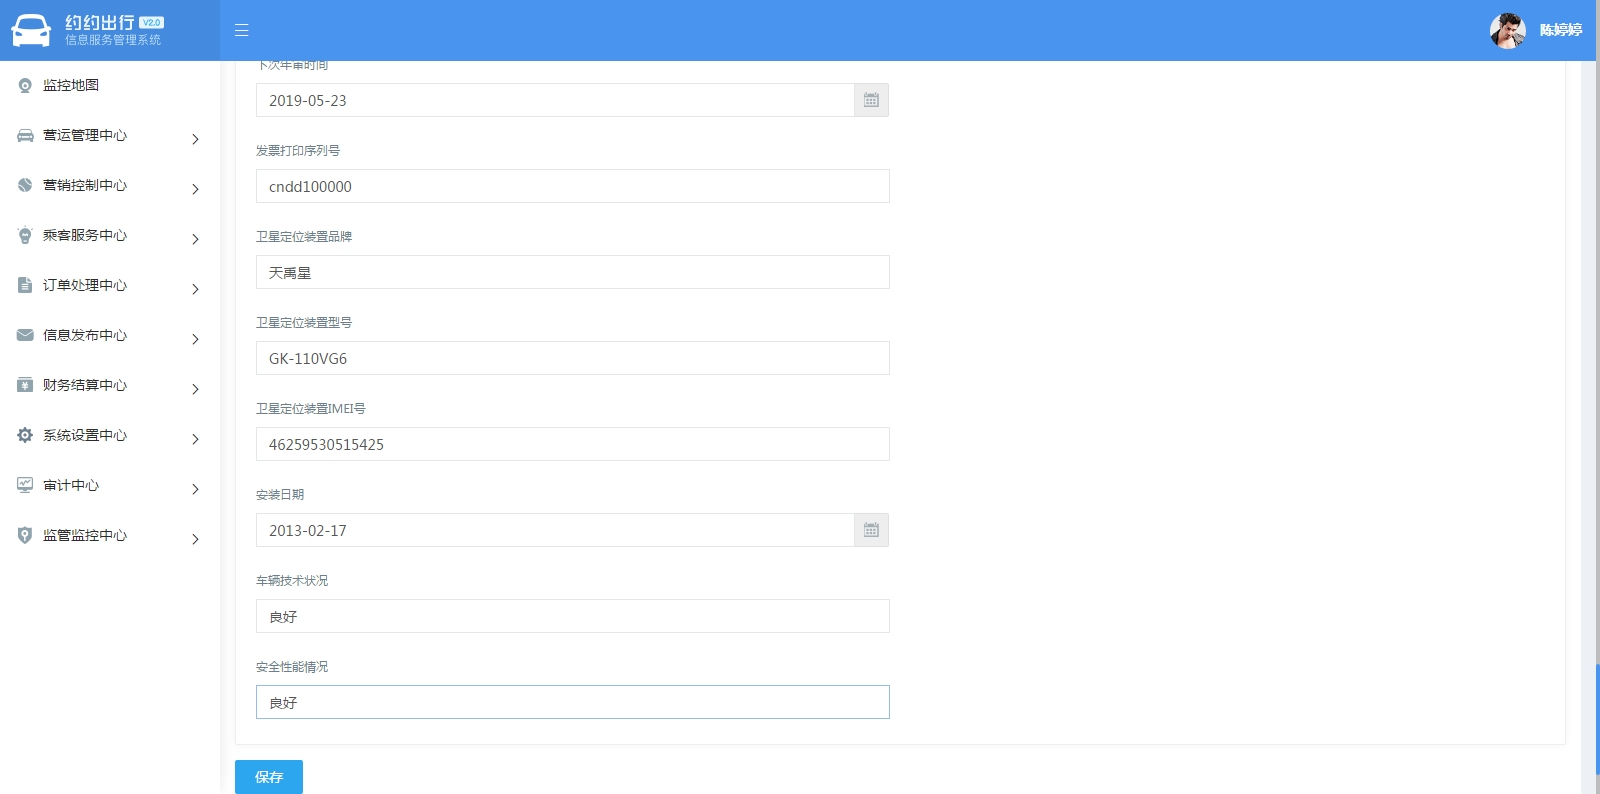 约约出行 V2.0
信息服务管理系统
陈婷婷
监控地图
营运管理中心
营销控制中心
乘客服务中心
订单处理中心
信息发布中心
财务结算中心
系统设置中心
审计中心
监管监控中心
下次年审时间
2019-05-23
发票打印序列号
cndd100000
卫星定位装置品牌
天禹星
卫星定位装置型号
GK-110VG6
卫星定位装置IMEI号
46259530515425
安装日期
2013-02-17
车辆技术状况
良好
安全性能情况
良好
保存